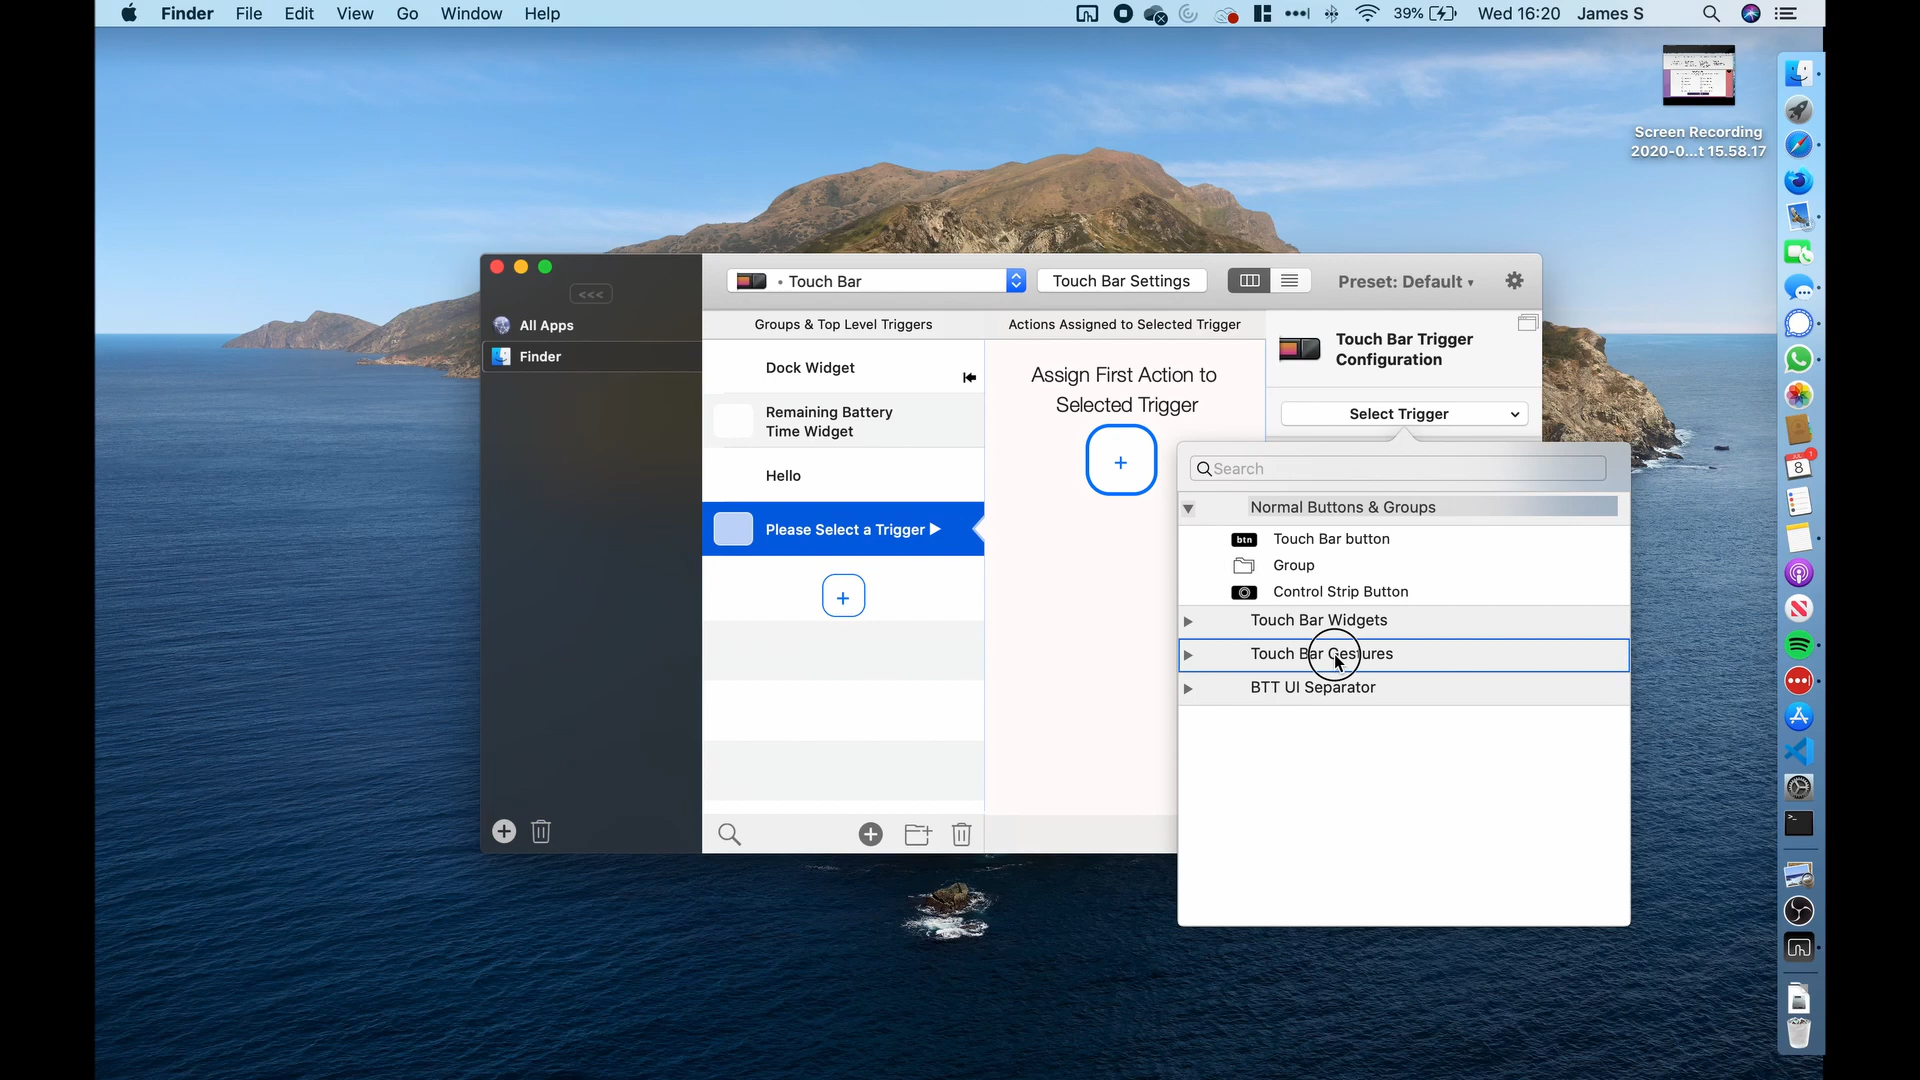 Finder File Edit View Go Window Help 39% Wed 16:20 James S
Screen Recording
2020-0...t 15.58.17
<<<
Touch Bar
Touch Bar Settings
Preset: Default
All Apps
Finder
Groups & Top Level Triggers
Actions Assigned to Selected Trigger
Touch Bar Trigger
Configuration
Dock Widget
Remaining Battery
Time Widget
Hello
Please Select a Trigger
+
Assign First Action to
Selected Trigger
+
Select Trigger
Search
Normal Buttons & Groups
btn Touch Bar button
Group
Control Strip Button
Touch Bar Widgets
Touch Bar Gestures
BTT UI Separator
JUL
8
1